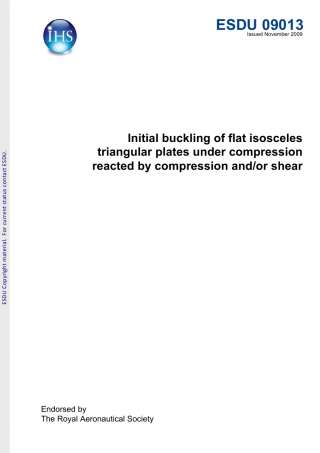 IHS
ESDU 09013
Issued November 2009
Initial buckling of flat isosceles
triangular plates under compression
reacted by compression and/or shear
ESDU Copyright material. For current status contact ESDU.
Endorsed by
The Royal Aeronautical Society